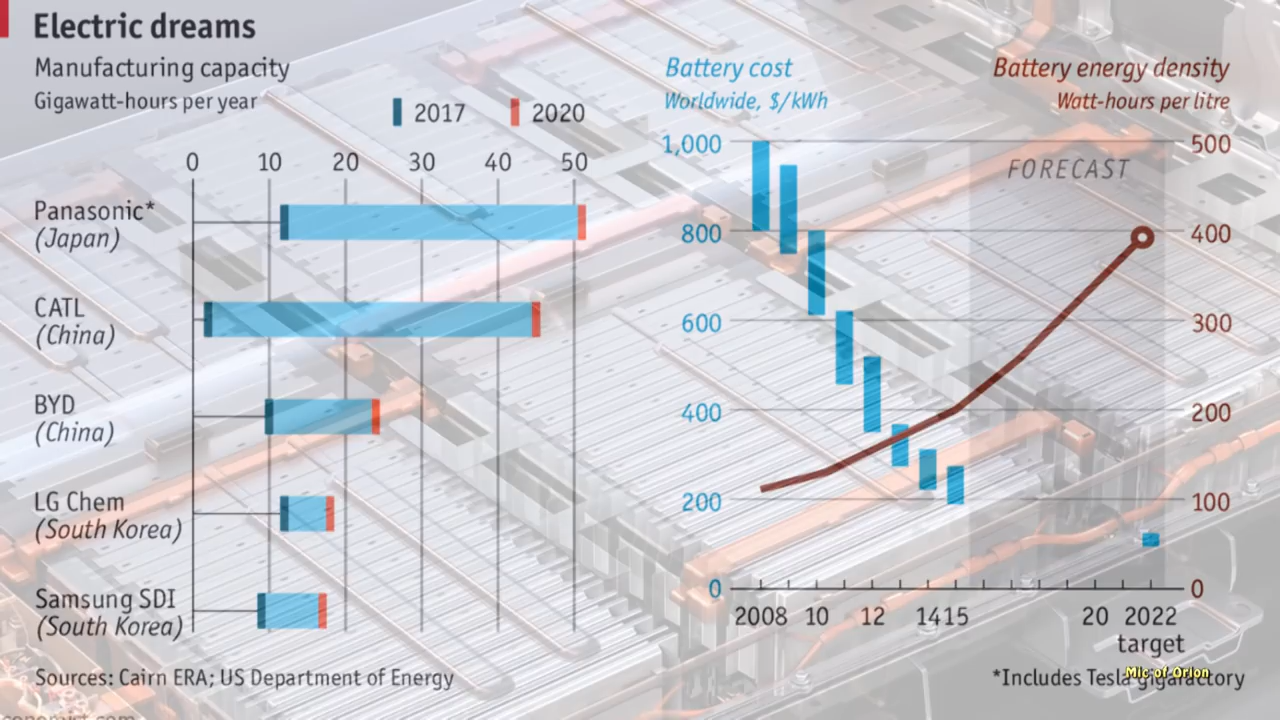 Electric dreams
Manufacturing capacity
Gigawatt-hours per year
2017 2020
0 10 20 30 40 50
Panasonic*
(Japan)
CATL
(China)
BYD
(China)
LG Chem
(South Korea)
Samsung SDI
(South Korea)
Battery cost
Worldwide, $/kWh
Battery energy density
Watt-hours per litre
1,000
800
600
400
200
0
FORECAST
500
400
300
200
100
0
2008 10 12 1415 20 2022
target
Sources: Cairn ERA; US Department of Energy
*Includes Tesla gigafactory
Mic of Orion